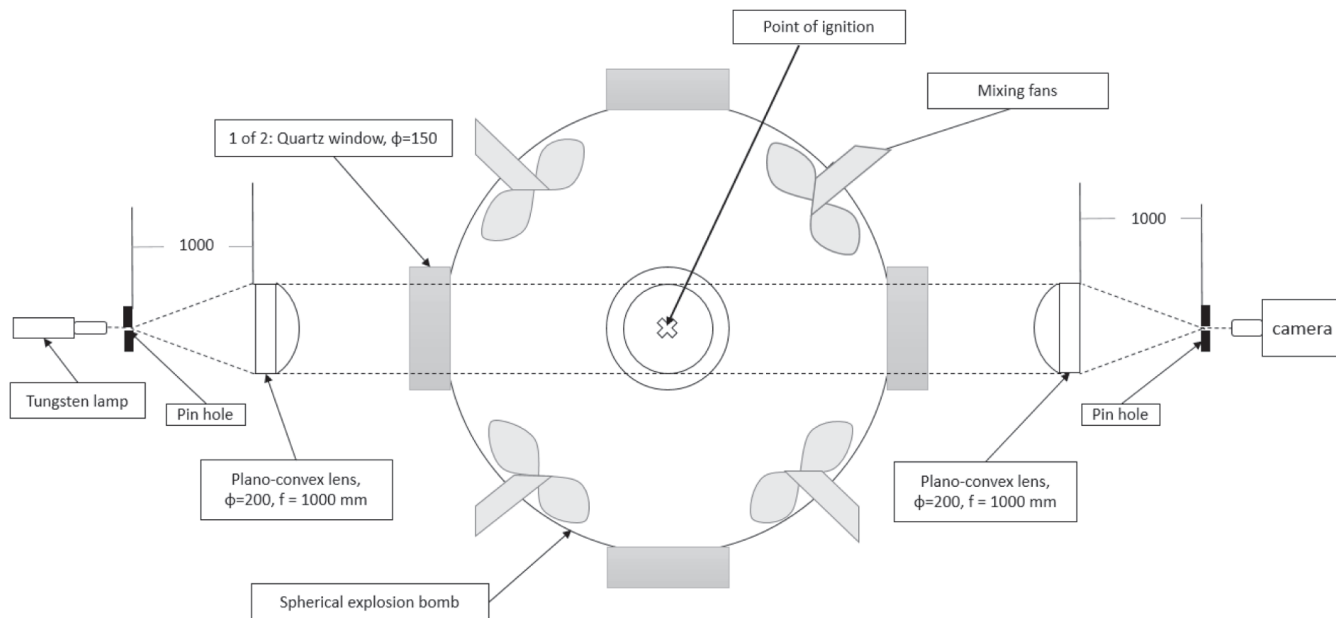 Point of ignition
Mixing fans
1 of 2: Quartz window, ϕ=150
1000
1000
camera
Tungsten lamp
Pin hole
Pin hole
Plano-convex lens,
ϕ=200, f = 1000 mm
Plano-convex lens,
ϕ=200, f = 1000 mm
Spherical explosion bomb